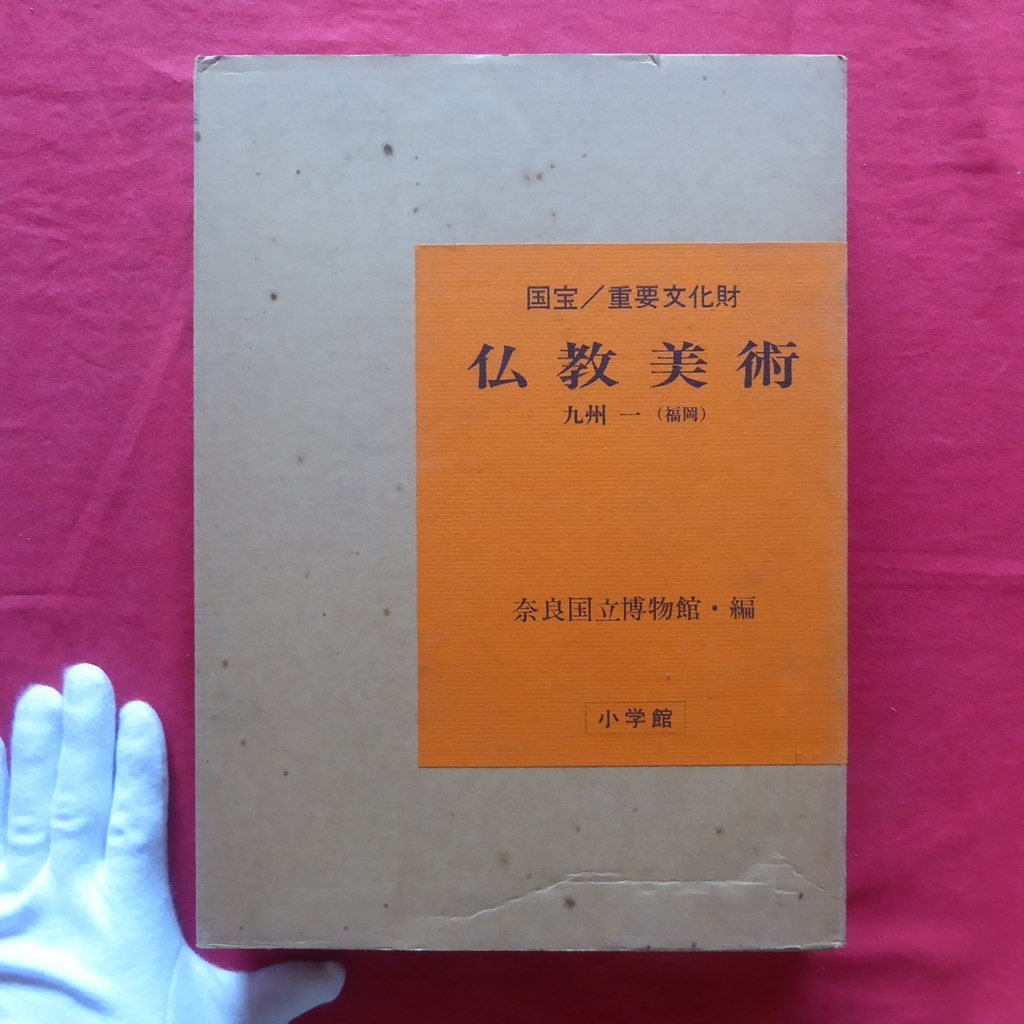 国宝／重要文化財
仏教美術
九州 一 （福岡）
奈良国立博物館・編
小学館